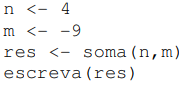 n <- 4
m <- -9
res <- soma(n,m)
escreva(res)